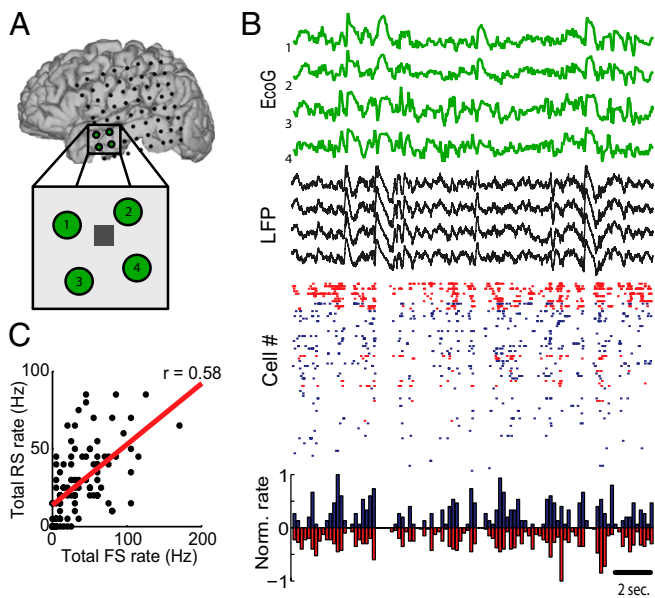 A
1
2
3
4
B
EcoG
1
2
3
4
LFP
Cell #
Norm. rate
1
0
−1
2 sec.
C
r = 0.58
Total RS rate (Hz)
100
50
0
0
100
200
Total FS rate (Hz)